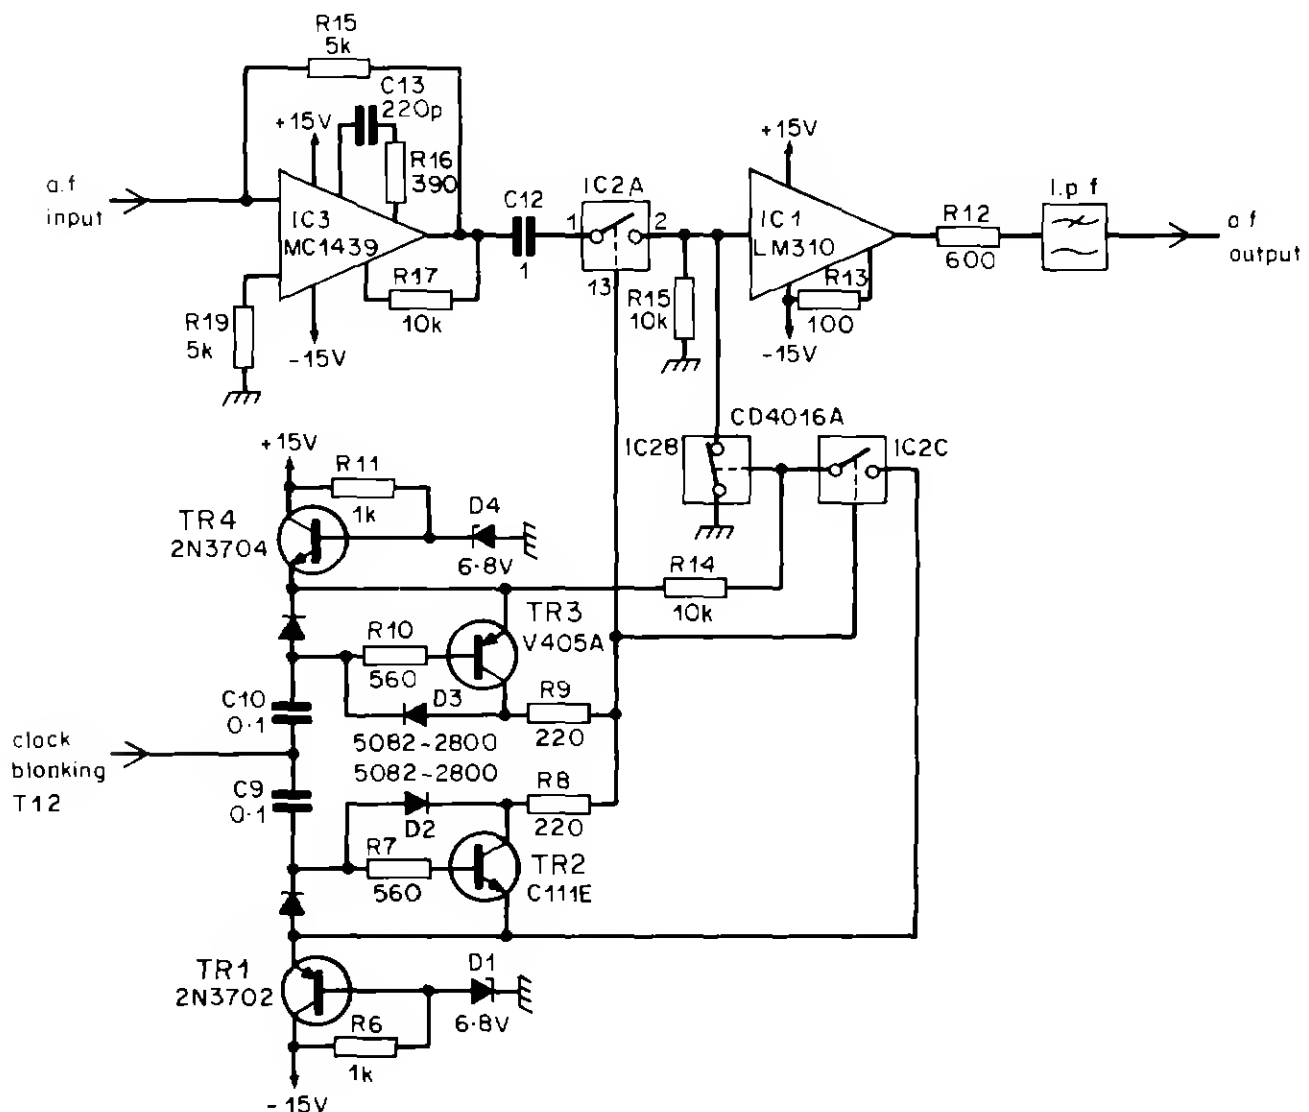 R15
5k
C13
220p
+15V
R16
390
a.f
input
IC3
MC1439
C12
1
IC2A
1
2
13
+15V
IC1
LM310
R12
600
l.p f
a f
output
R17
10k
R15
10k
R13
100
-15V
R19
5k
-15V
CD4016A
IC2B
IC2C
+15V
R11
1k
TR4
2N3704
D4
6·8V
R14
10k
TR3
V405A
R10
560
C10
0·1
D3
R9
220
5082-2800
clock
blonking
T12
5082-2800
C9
0·1
D2
R8
220
R7
560
TR2
C111E
TR1
2N3702
D1
6·8V
R6
1k
-15V